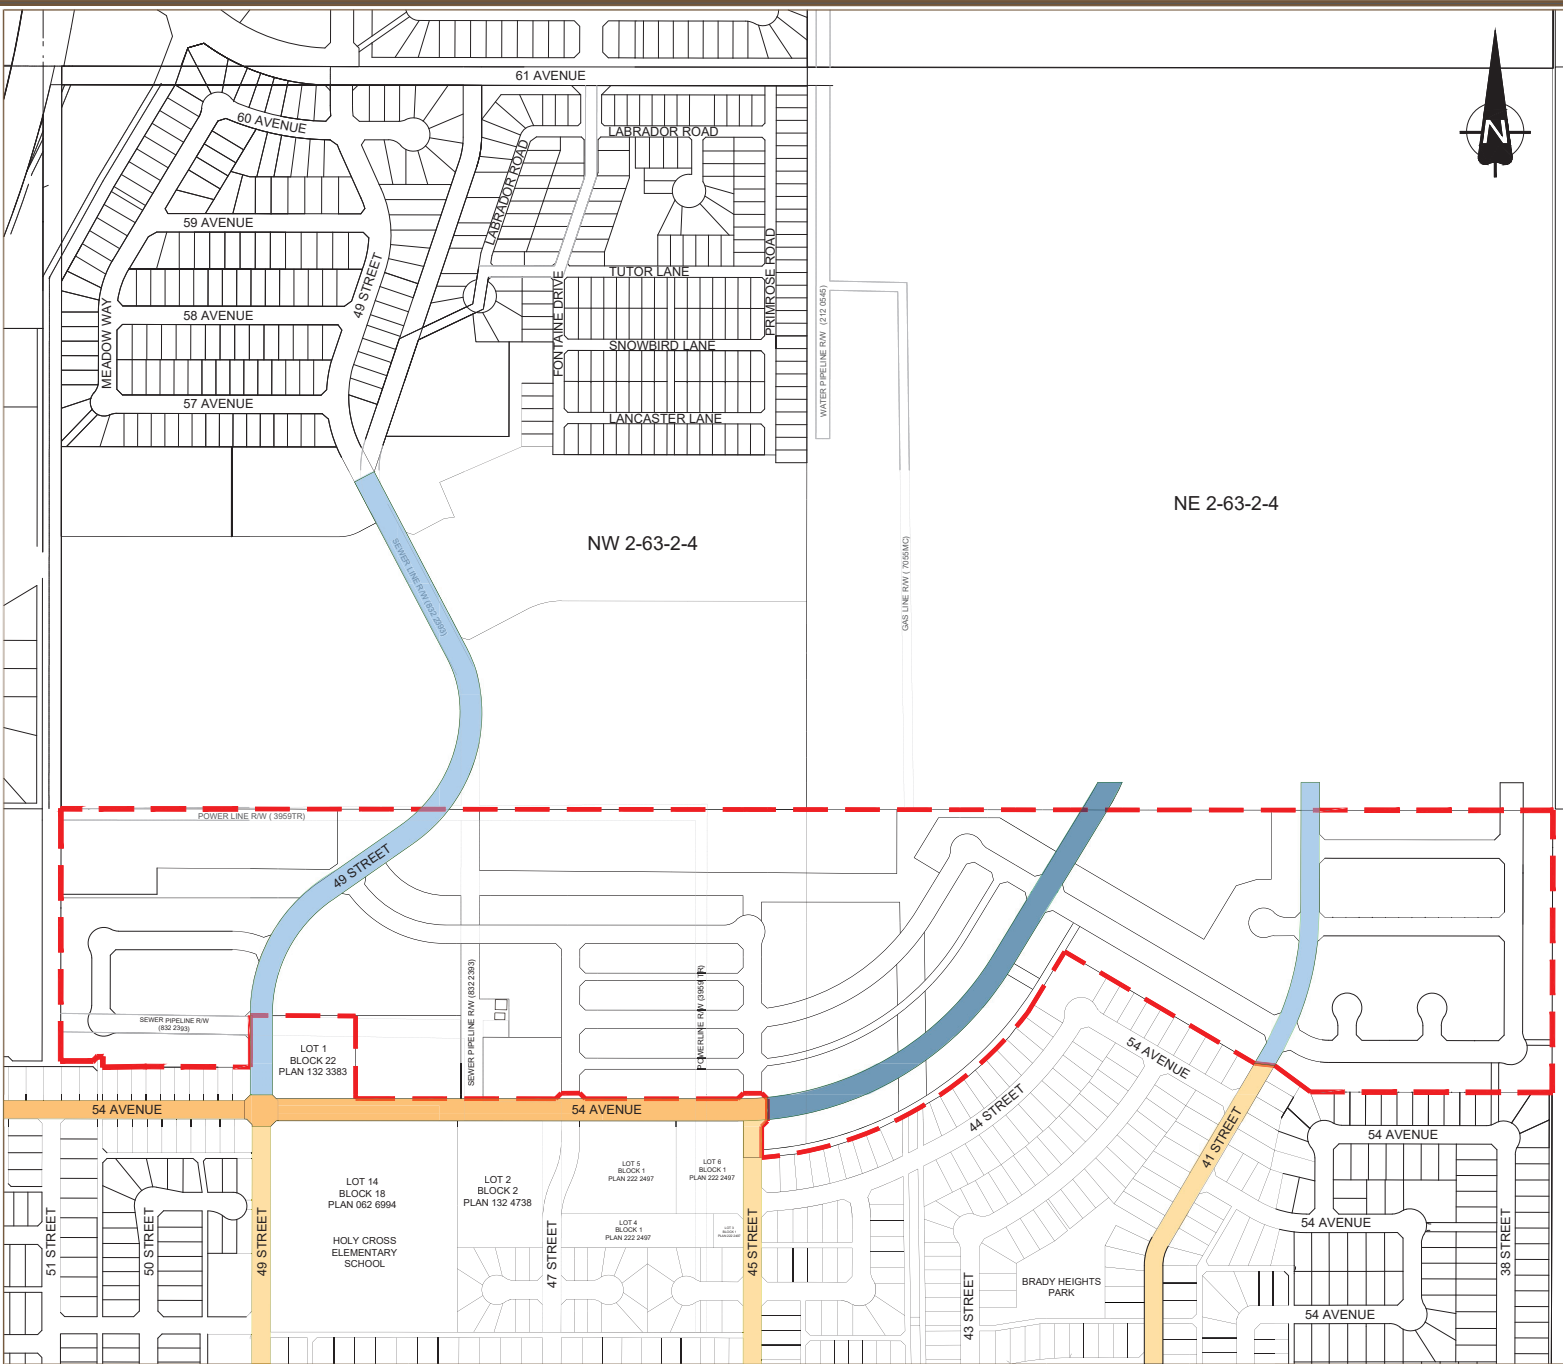 61 AVENUE
60 AVENUE
LABRADOR ROAD
N
LABRADOR ROAD
59 AVENUE
49 STREET
TUTOR LANE
PRIMROSE ROAD
MEADOW WAY
58 AVENUE
FONTAINE DRIVE
SNOWBIRD LANE
WATER PIPELINE R/W (212 0545)
57 AVENUE
LANCASTER LANE
NE 2-63-2-4
NW 2-63-2-4
SEWER LINE R/W (832 2393)
GAS LINE R/W ( 7055MC)
POWER LINE R/W ( 3959TR)
49 STREET
SEWER PIPELINE R/W (832 2393)
POWERLINE R/W (3959TR)
SEWER PIPELINE R/W
(832 2393)
LOT 1
BLOCK 22
PLAN 132 3383
54 AVENUE
44 STREET
54 AVENUE
54 AVENUE
41 STREET
54 AVENUE
LOT 14
BLOCK 18
PLAN 062 6994
HOLY CROSS
ELEMENTARY
SCHOOL
LOT 2
BLOCK 2
PLAN 132 4738
LOT 5
BLOCK 1
PLAN 222 2497
LOT 6
BLOCK 1
PLAN 222 2497
LOT 4
BLOCK 1
PLAN 222 2497
51 STREET
50 STREET
49 STREET
47 STREET
45 STREET
43 STREET
BRADY HEIGHTS
PARK
54 AVENUE
38 STREET
54 AVENUE